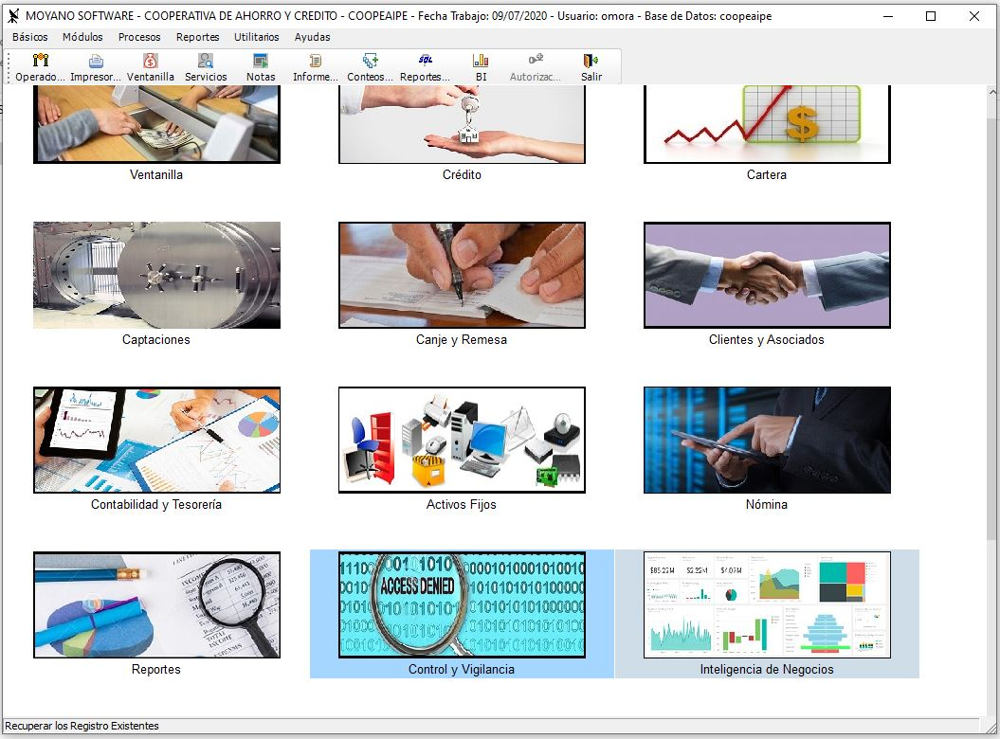 MOYANO SOFTWARE - COOPERATIVA DE AHORRO Y CREDITO - COOPEAIPE - Fecha Trabajo: 09/07/2020 - Usuario: omora - Base de Datos: coopeaipe
Básicos Módulos Procesos Reportes Utilitarios Ayudas
Operacio... Impresor... Ventanilla Servicios Notas Informe... Conteos... Reportes... BI Autorizac... Salir
Ventanilla Crédito Cartera
Captaciones Canje y Remesa Clientes y Asociados
Contabilidad y Tesorería Activos Fijos Nómina
ACCESS DENIED
Reportes Control y Vigilancia Inteligencia de Negocios
Recuperar los Registro Existentes